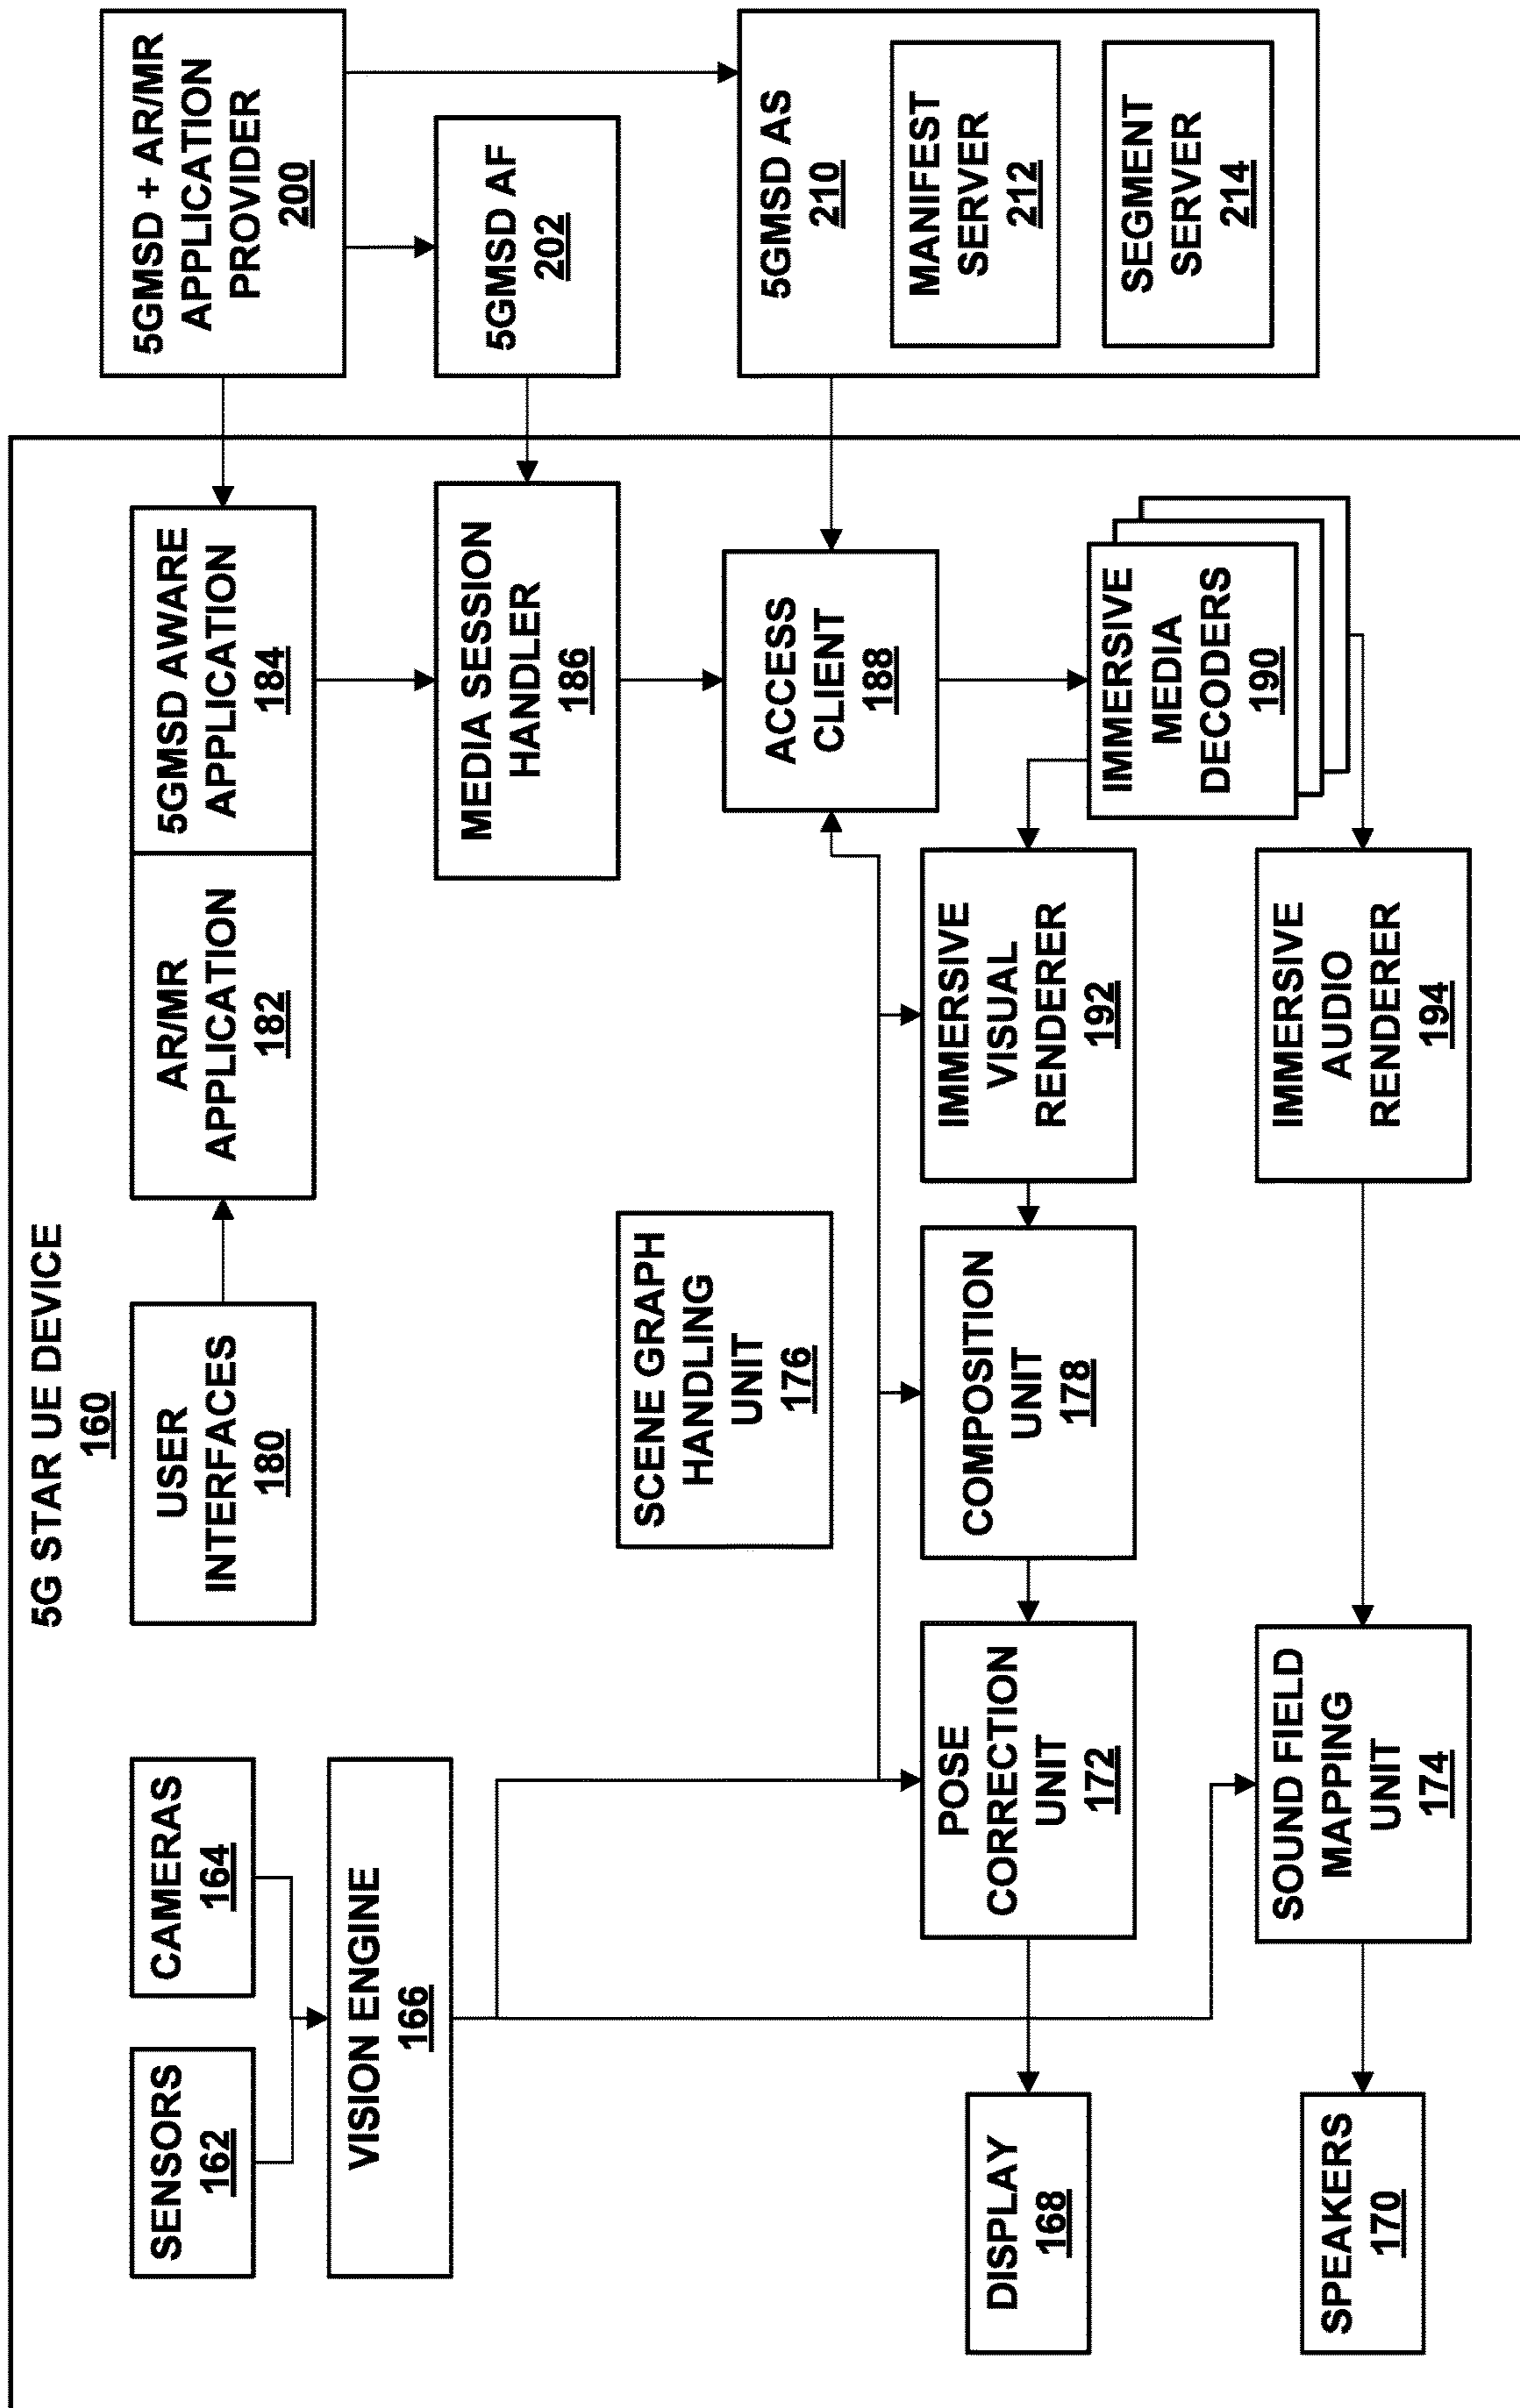 5G STAR UE DEVICE
160
SENSORS
162
CAMERAS
164
VISION ENGINE
166
USER
INTERFACES
180
AR/MR
APPLICATION
182
5GMSD AWARE
APPLICATION
184
5GMSD + AR/MR
APPLICATION
PROVIDER
200
MEDIA SESSION
HANDLER
186
5GMSD AF
202
SCENE GRAPH
HANDLING
UNIT
176
ACCESS
CLIENT
188
5GMSD AS
210
MANIFEST
SERVER
212
SEGMENT
SERVER
214
DISPLAY
168
POSE
CORRECTION
UNIT
172
COMPOSITION
UNIT
178
IMMERSIVE
VISUAL
RENDERER
192
IMMERSIVE
MEDIA
DECODERS
190
SPEAKERS
170
SOUND FIELD
MAPPING
UNIT
174
IMMERSIVE
AUDIO
RENDERER
194